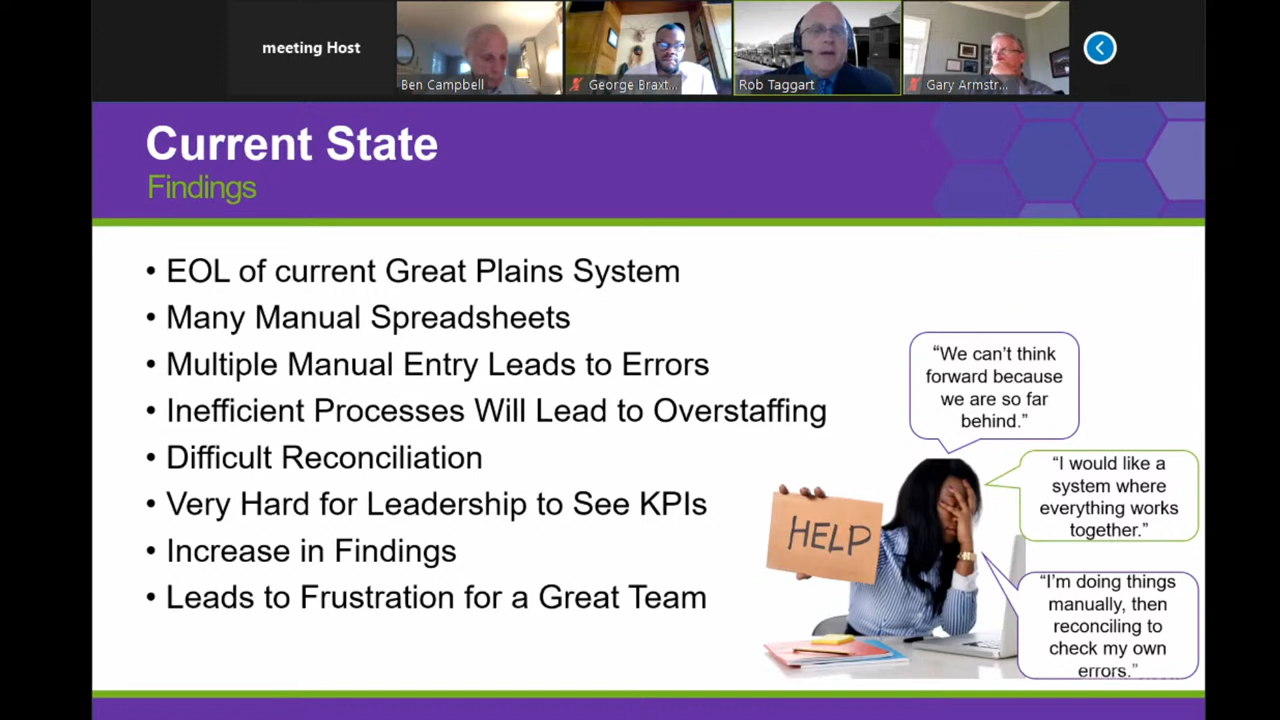 meeting Host
Ben Campbell
George Braxt...
Rob Taggart
Gary Armstr...
Current State
Findings
• EOL of current Great Plains System
• Many Manual Spreadsheets
• Multiple Manual Entry Leads to Errors
• Inefficient Processes Will Lead to Overstaffing
• Difficult Reconciliation
• Very Hard for Leadership to See KPIs
• Increase in Findings
• Leads to Frustration for a Great Team
“We can’t think
forward because
we are so far
behind.”
“I would like a
system where
everything works
together.”
HELP
“I’m doing things
manually, then
reconciling to
check my own
errors.”